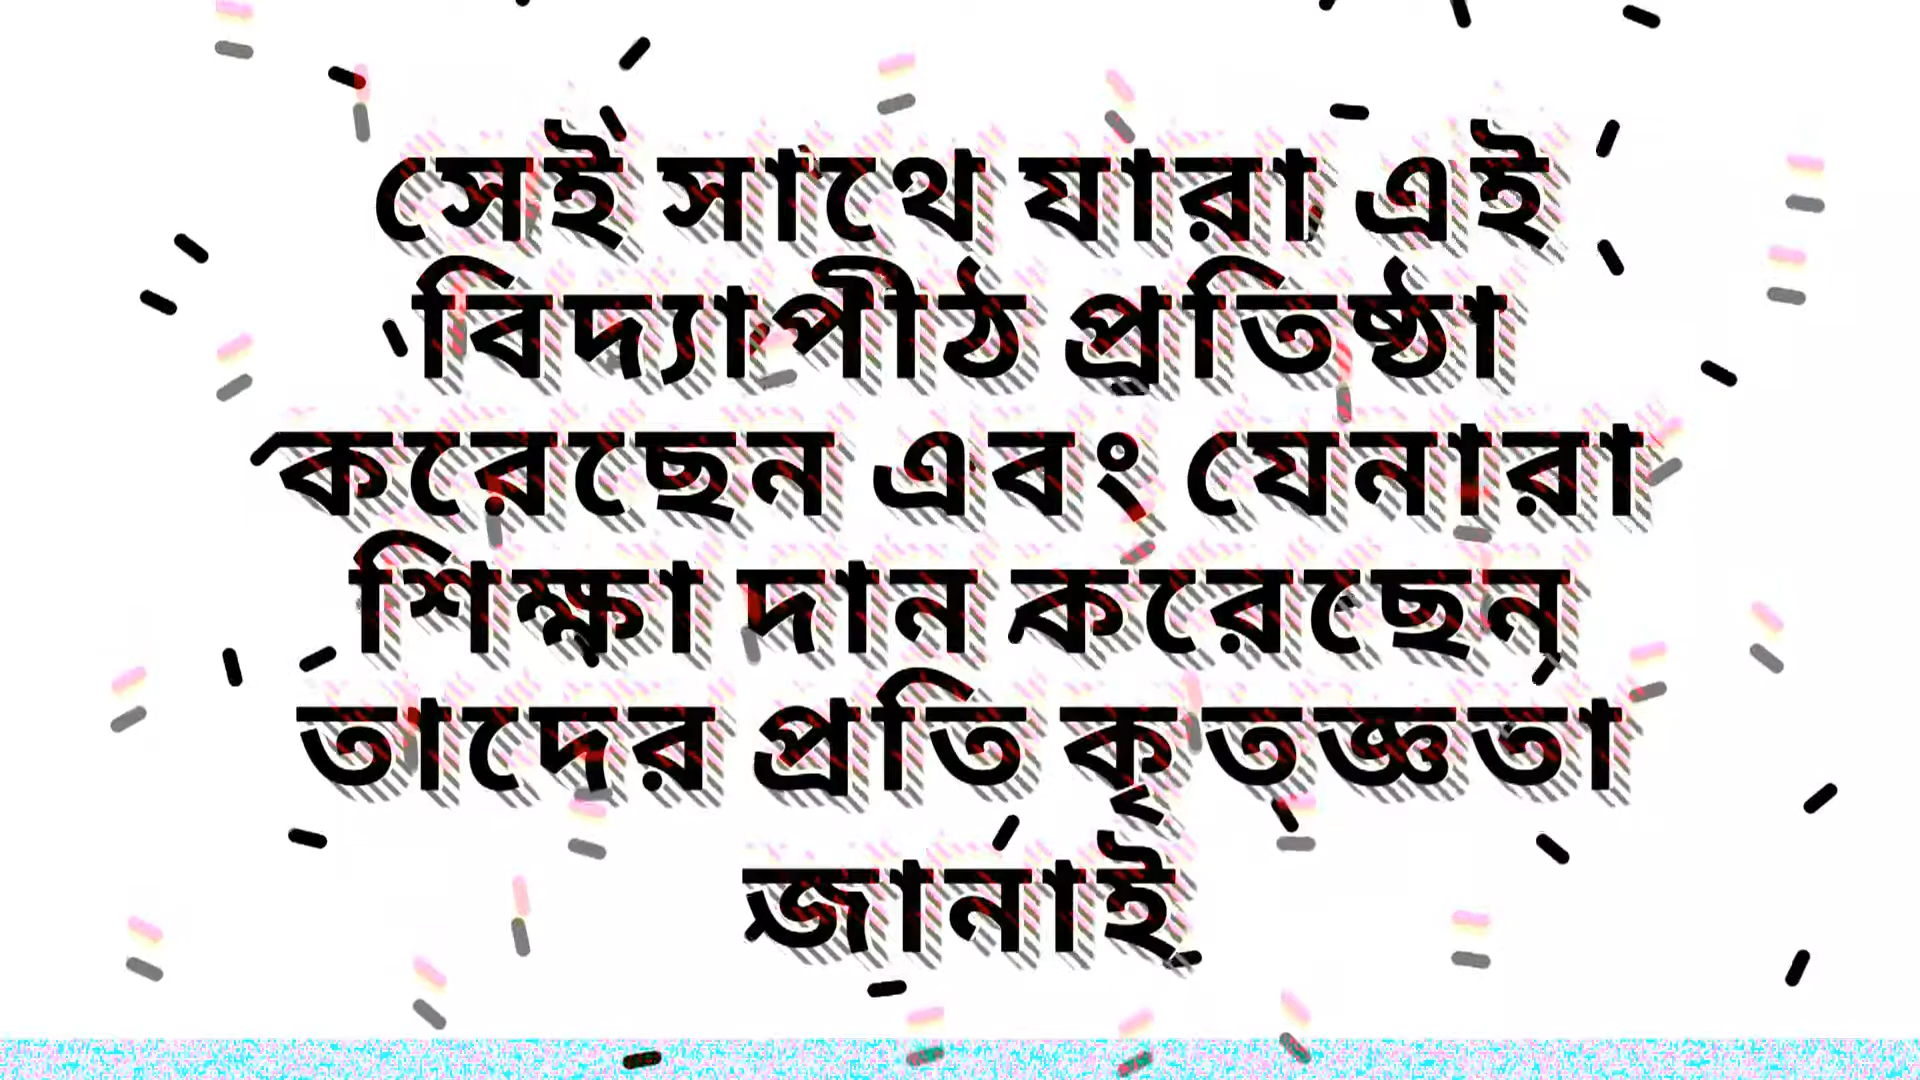 সেই সাথে যারা এই
বিদ্যাপীঠ প্রতিষ্ঠা
করেছেন এবং যেনারা
শিক্ষা দান করেছেন
তাদের প্রতি কৃতজ্ঞতা
জানাই